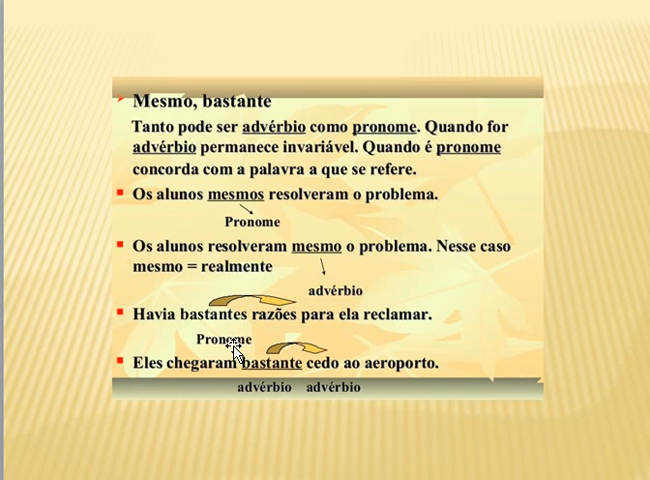 Mesmo, bastante
Tanto pode ser advérbio como pronome. Quando for
advérbio permanece invariável. Quando é pronome
concorda com a palavra a que se refere.
Os alunos mesmos resolveram o problema.
Pronome
Os alunos resolveram mesmo o problema. Nesse caso
mesmo = realmente
advérbio
Havia bastantes razões para ela reclamar.
Pronome
Eles chegaram bastante cedo ao aeroporto.
advérbio advérbio